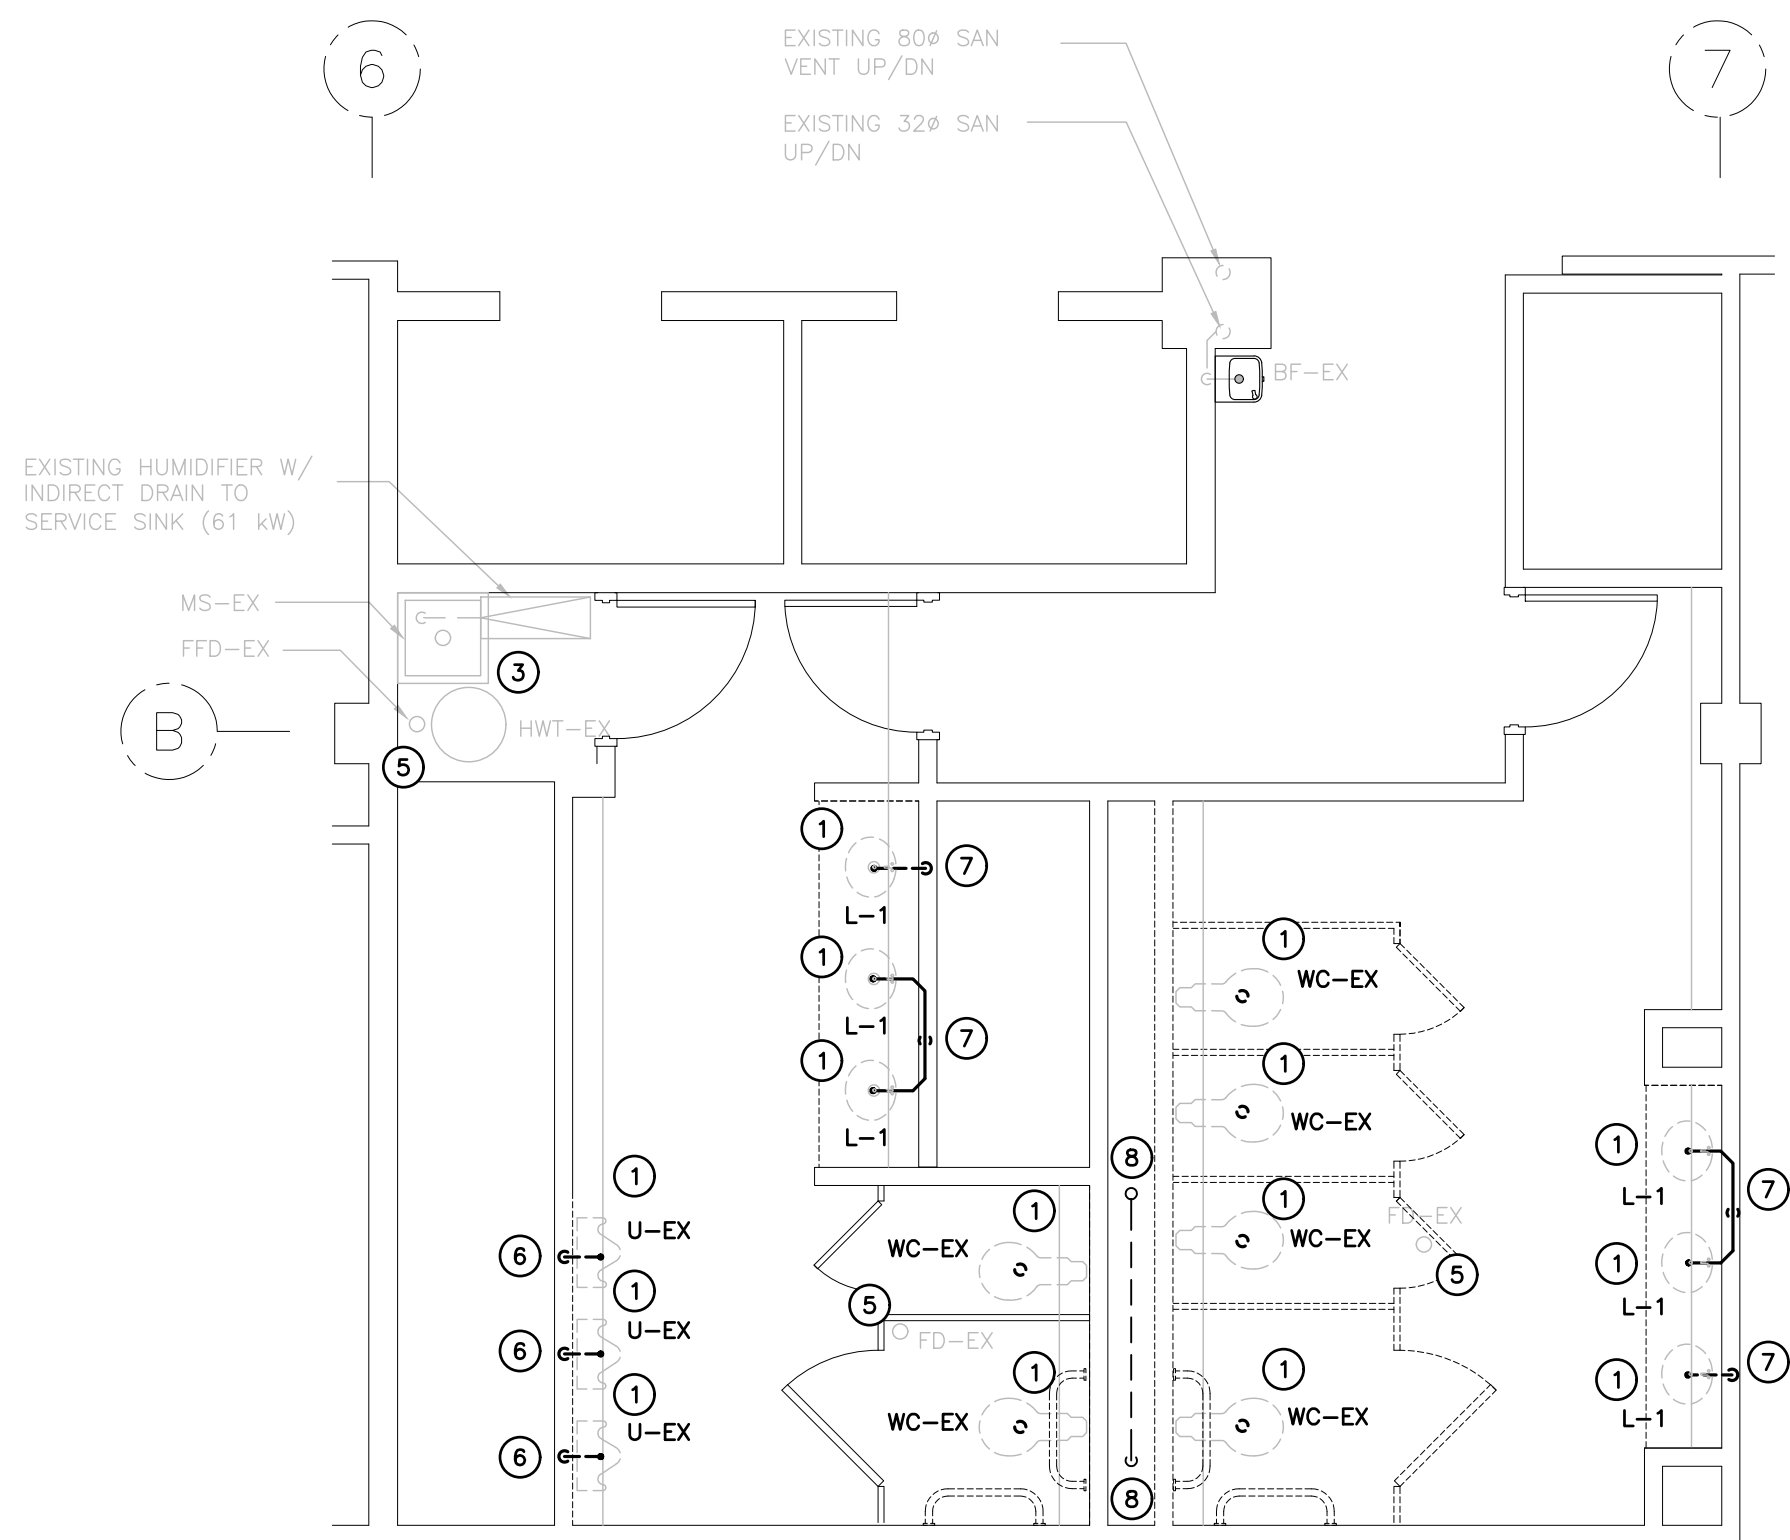 6
EXISTING 80ø SAN
VENT UP/DN
7
EXISTING 32ø SAN
UP/DN
BF-EX
EXISTING HUMIDIFIER W/
INDIRECT DRAIN TO
SERVICE SINK (61 kW)
MS-EX
FFD-EX
3
B
HWT-EX
5
1
7
L-1
1
WC-EX
1
L-1
7
1
1
WC-EX
L-1
1
8
1
1
U-EX
WC-EX
1
WC-EX
FD-EX
1
L-1
7
6
1
U-EX
5
FD-EX
5
1
L-1
6
1
U-EX
1
WC-EX
1
WC-EX
1
L-1
7
6
8